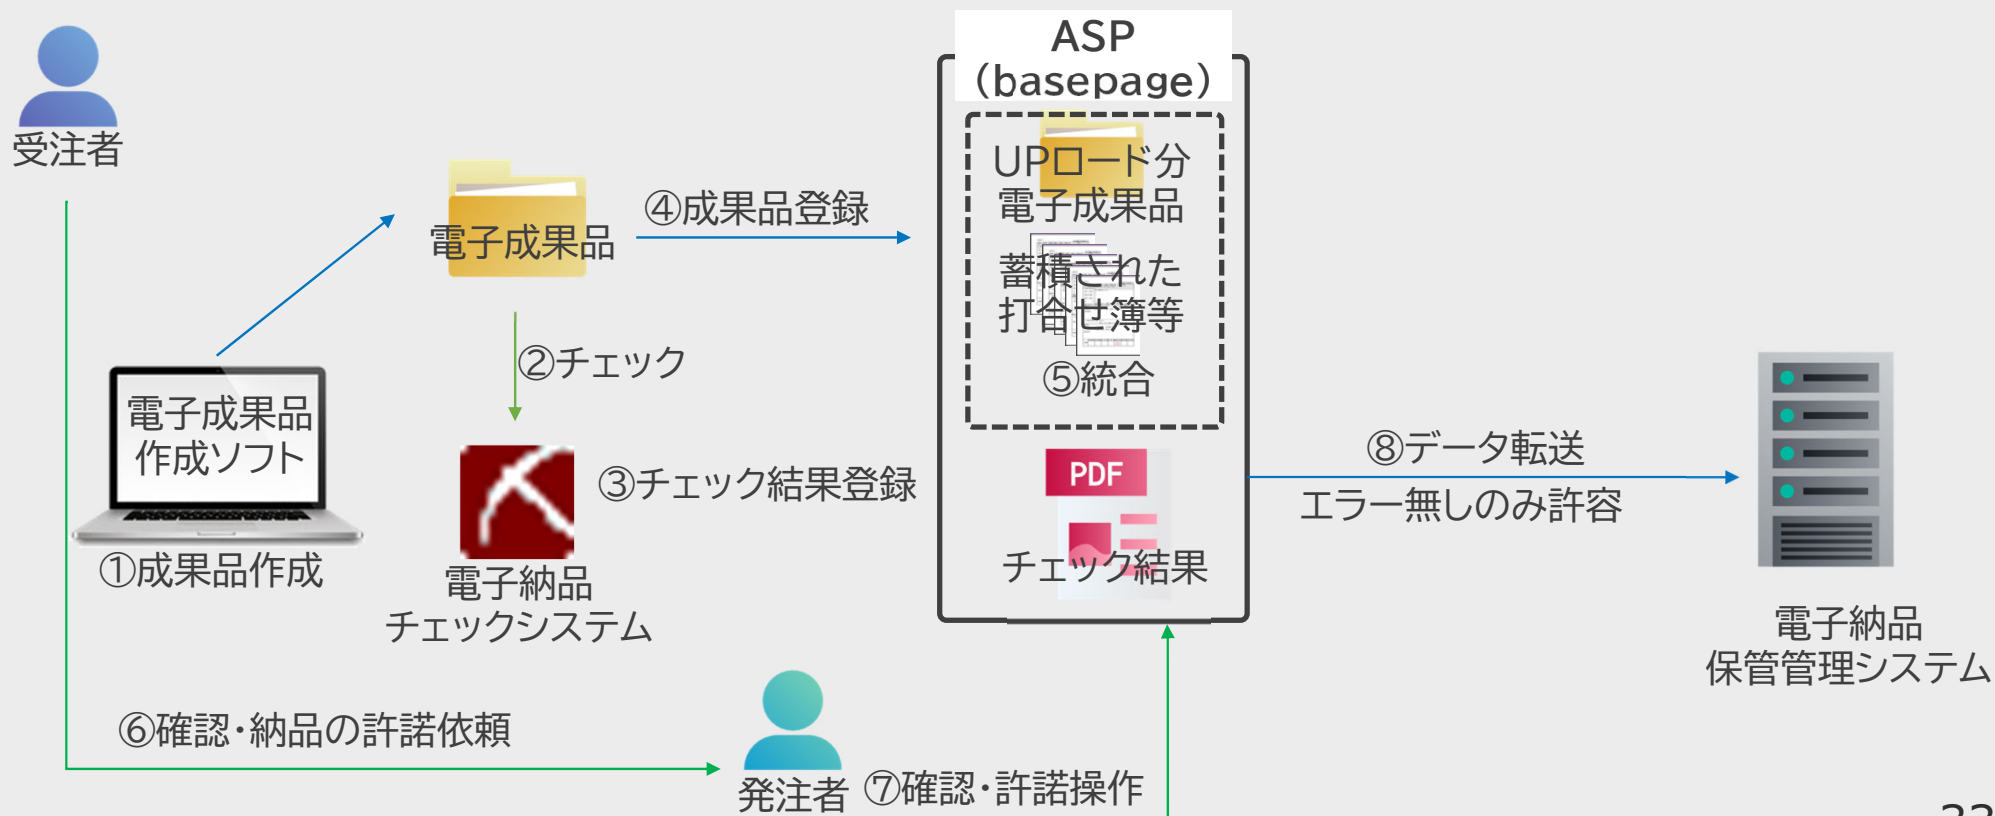 受注者
ASP
（basepage）
UPロード分
電子成果品
蓄積された
打合せ簿等
⑤統合
④成果品登録
電子成果品
②チェック
電子成果品
作成ソフト
①成果品作成
③チェック結果登録
電子納品
チェックシステム
PDF
チェック結果
⑧データ転送
エラー無しのみ許容
電子納品
保管管理システム
⑥確認・納品の許諾依頼
発注者
⑦確認・許諾操作